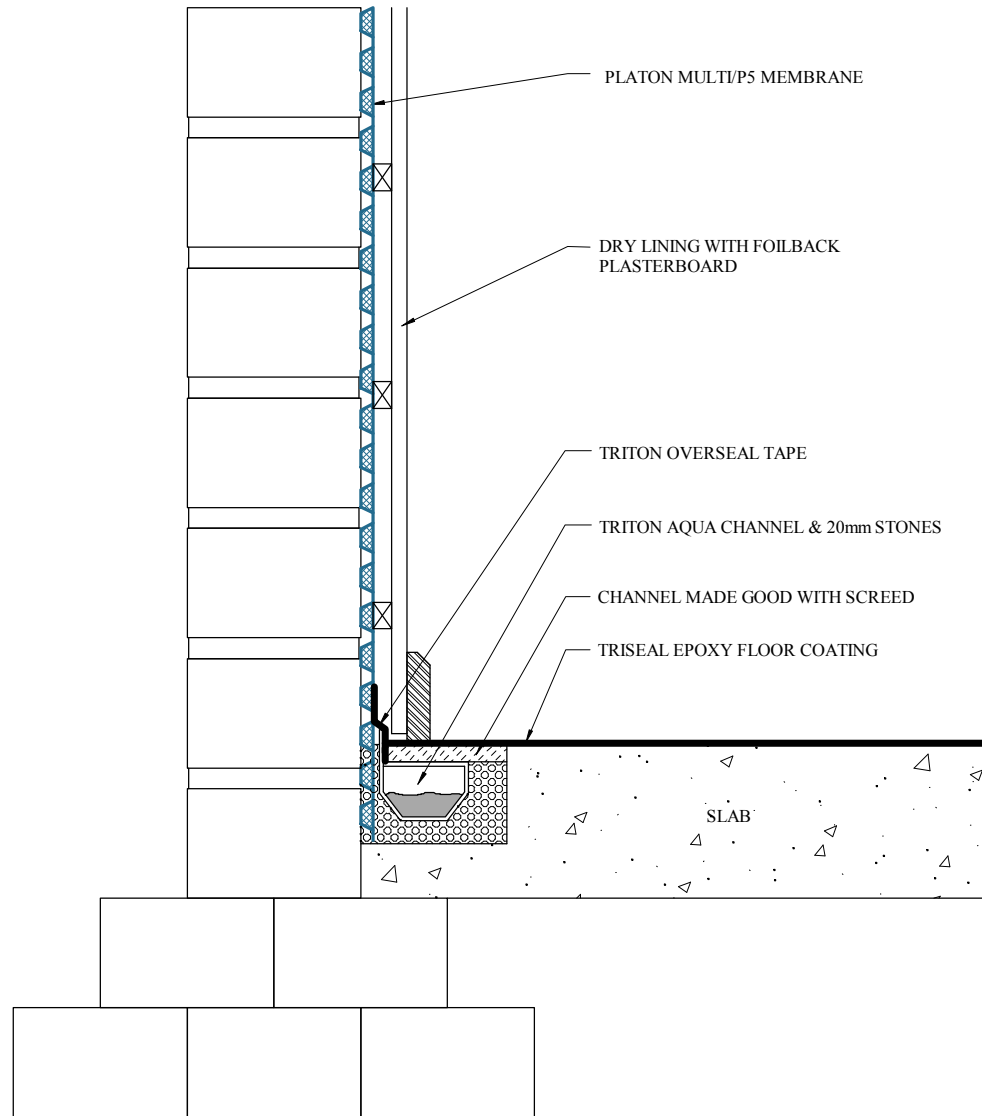 PLATON MULTI/P5 MEMBRANE
DRY LINING WITH FOILBACK
PLASTERBOARD
TRITON OVERSEAL TAPE
TRITON AQUA CHANNEL & 20mm STONES
CHANNEL MADE GOOD WITH SCREED
TRISEAL EPOXY FLOOR COATING
SLAB